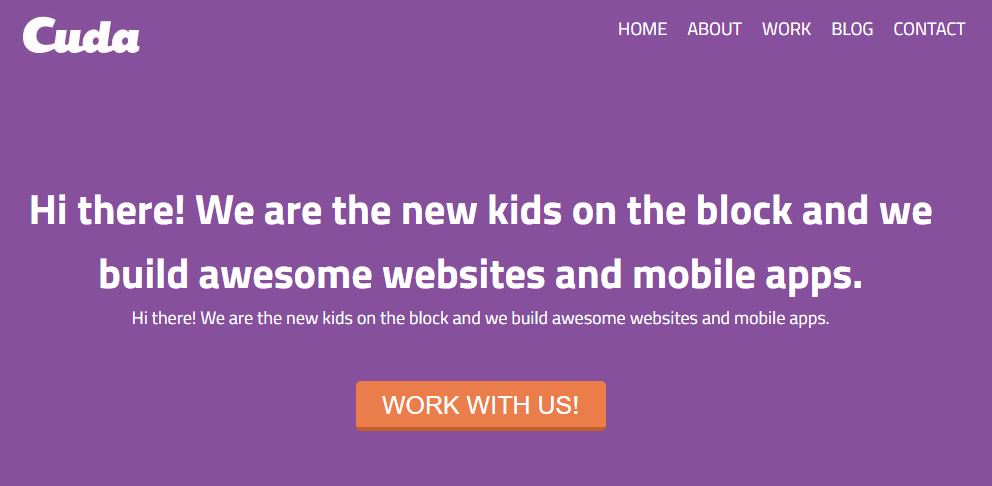 Cuda
HOME ABOUT WORK BLOG CONTACT
Hi there! We are the new kids on the block and we
build awesome websites and mobile apps.
Hi there! We are the new kids on the block and we build awesome websites and mobile apps.
WORK WITH US!